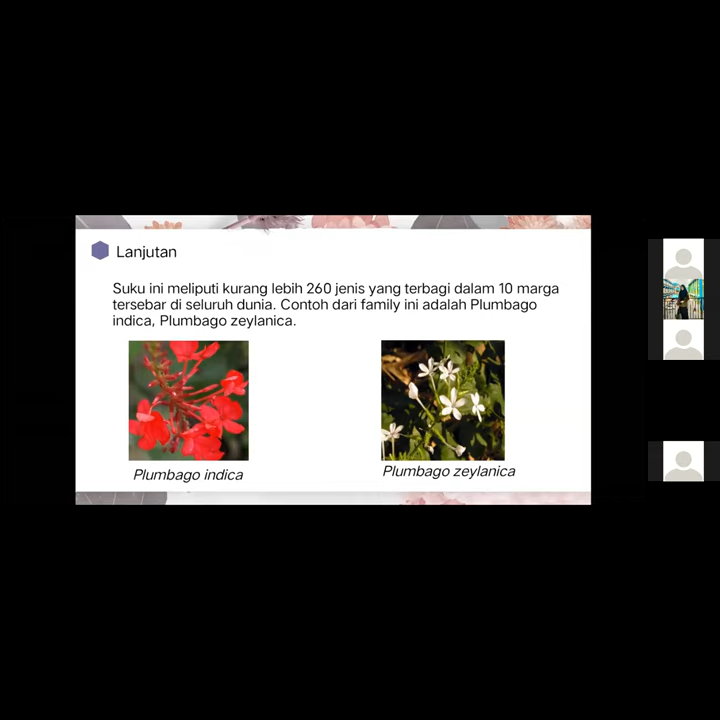 Lanjutan
Suku ini meliputi kurang lebih 260 jenis yang terbagi dalam 10 marga
tersebar di seluruh dunia. Contoh dari family ini adalah Plumbago
indica, Plumbago zeylanica.
Plumbago indica
Plumbago zeylanica